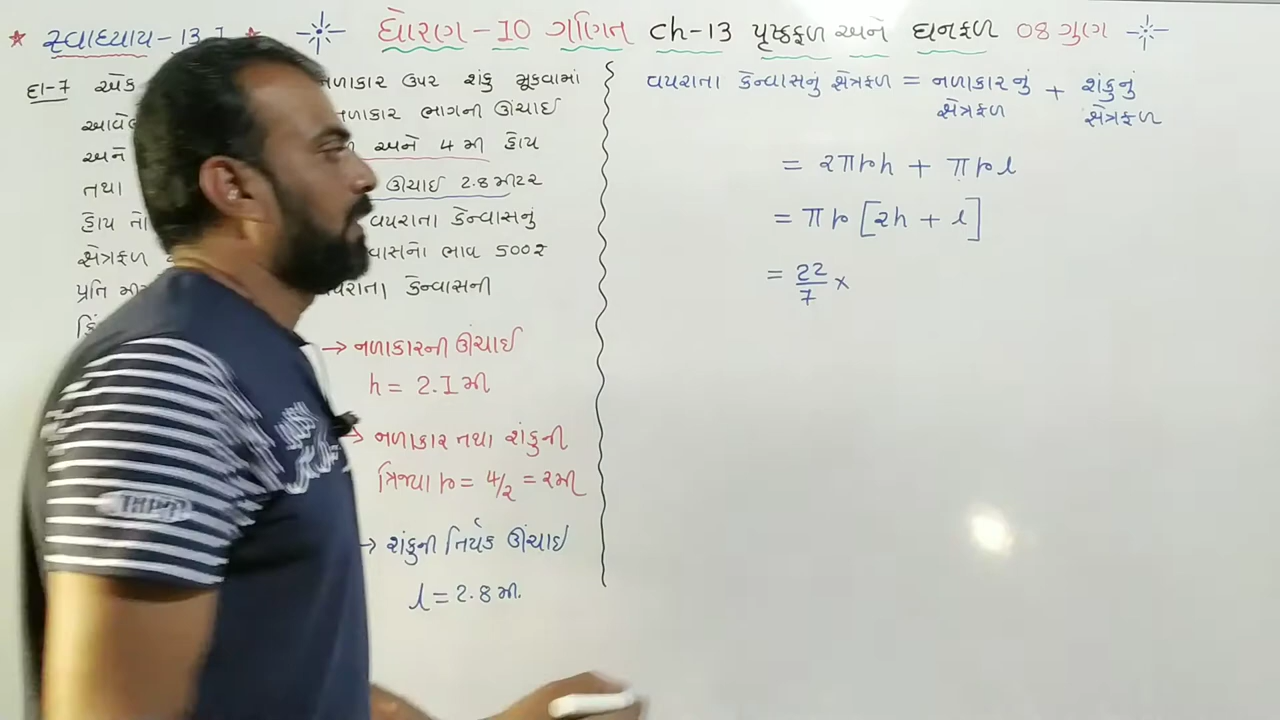 સ્વાધ્યાય-13.1 ધોરણ-10 ગણિત ch-13 પૃષ્ઠફળ અને ઘનફળ 08 ગુણ
દા-7 એક નળાકાર ઉપર શંકુ મૂકવામાં
આવેલ નળાકાર ભાગની ઊંચાઈ
અને અને 4 મી હોય
તથા ઊંચાઈ 2.8 મીટર
હોય તો વપરાતા કેન્વાસનું
ક્ષેત્રફળ ભાવ 500રૂ
પ્રતિ કેન્વાસની
→ નળાકારની ઊંચાઈ
h = 2.1 મી
→ નળાકાર તથા શંકુની
ત્રિજ્યા r = 4/2 = 2મી
→ શંકુની તિર્યક ઊંચાઈ
l = 2.8 મી.
વપરાતા કેન્વાસનું ક્ષેત્રફળ = નળાકારનું ક્ષેત્રફળ + શંકુનું ક્ષેત્રફળ
= 2πrh + πrl
= πr [2h + l]
= 22/7 ×